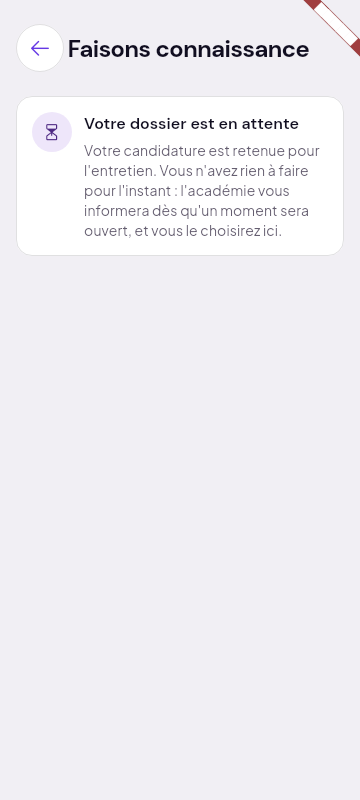 Faisons connaissance
Votre dossier est en attente
Votre candidature est retenue pour
l'entretien. Vous n'avez rien à faire
pour l'instant : l'académie vous
informera dès qu'un moment sera
ouvert, et vous le choisirez ici.